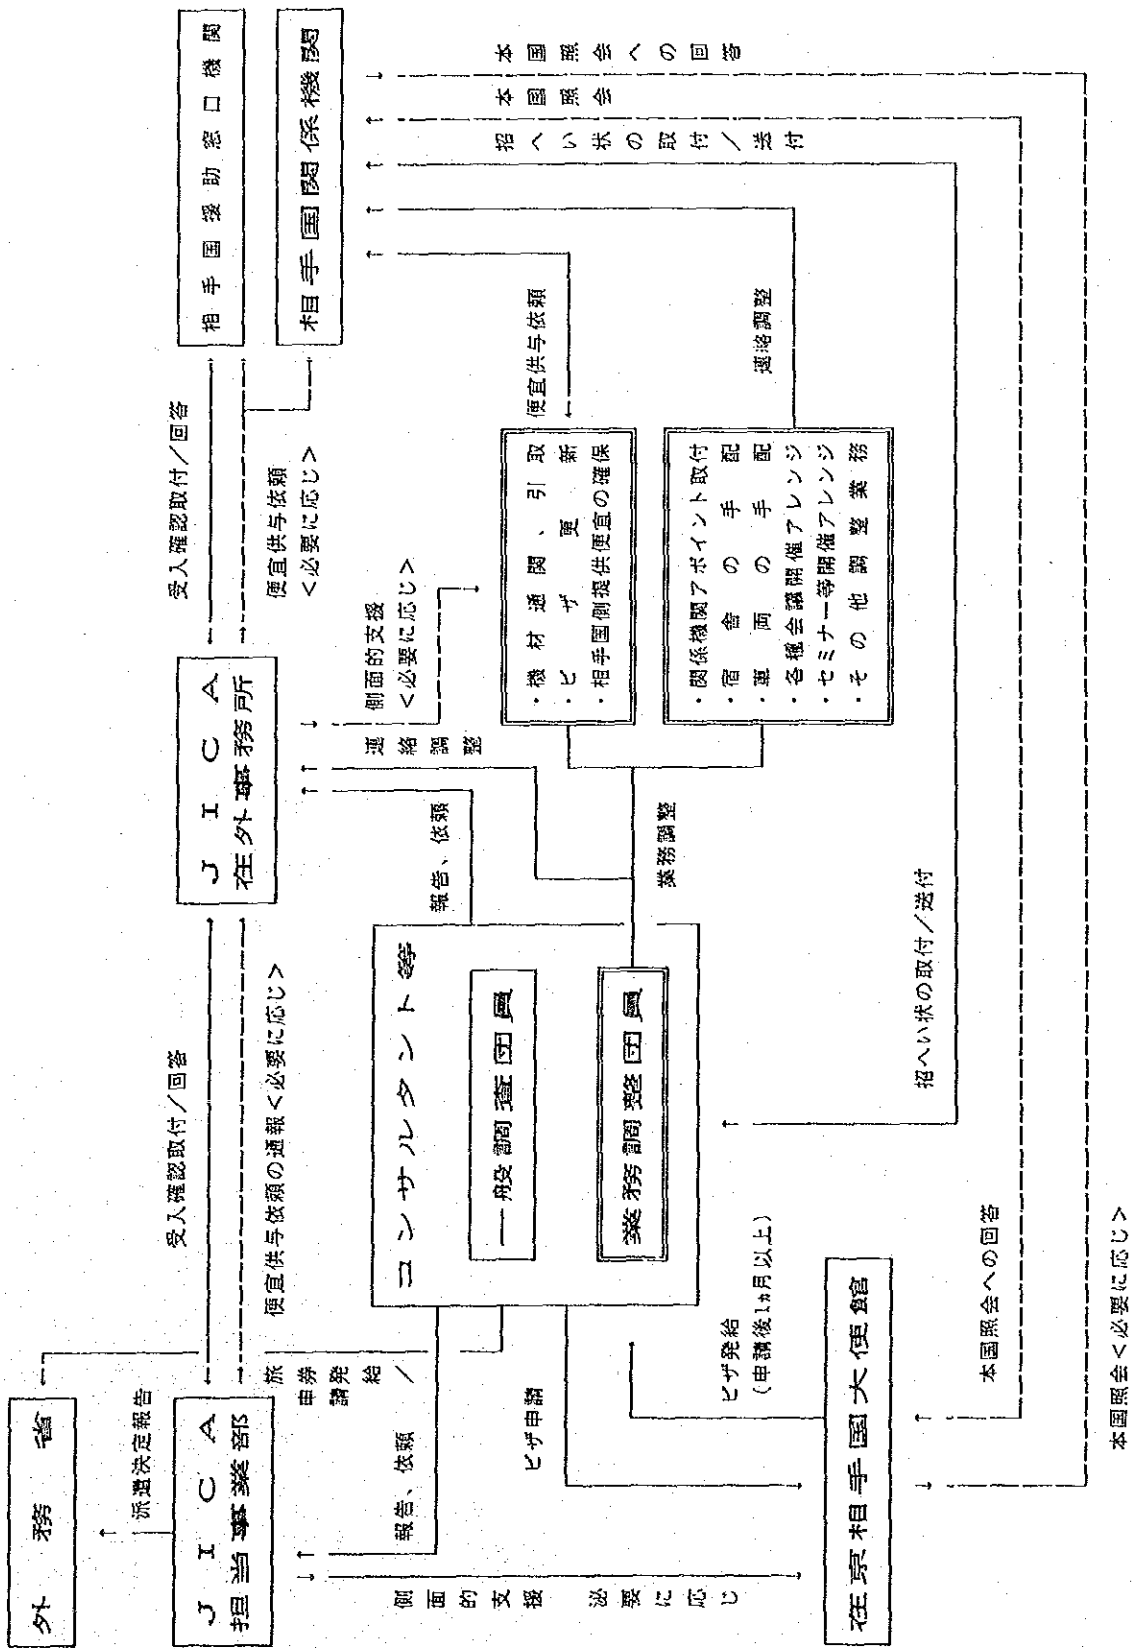 外務省
派遣決定報告
JICA
担当事業部
受入確認取付/回答
便宜供与依頼の通報<必要に応じ>
JICA
在外事務所
受入確認取付/回答
便宜供与依頼
<必要に応じ>
相手国援助窓口機関
相手国関係機関
旅券発給/
申請
報告、依頼
側面的支援 必要に応じ
コンサルタント等
一般調査団員
業務調整団員
報告、依頼
連絡調整
側面的支援
<必要に応じ>
業務調整
・機材通関、引取
・ビザ更新
・相手国側提供便宜の確保
便宜供与依頼
・関係機関アポイント取付
・宿舎の手配
・車両の手配
・各種会議開催アレンジ
・セミナー等開催アレンジ
・その他調整業務
連絡調整
招へい状の取付/送付
本国照会
本国照会への回答
ビザ申請
ビザ発給
(申請後1ヵ月以上)
在京相手国大使館
招へい状の取付/送付
本国照会への回答
本国照会<必要に応じ>